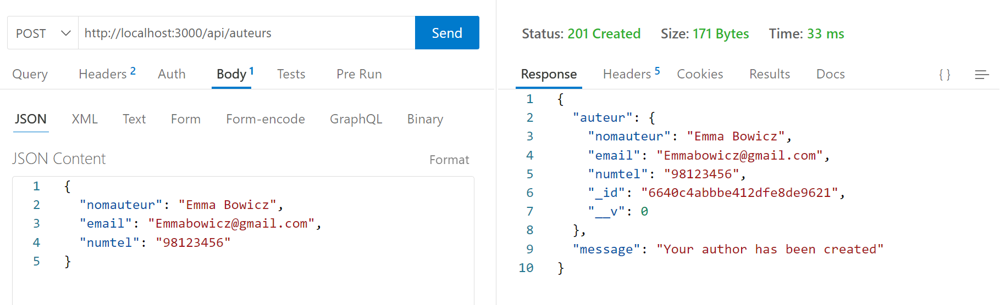 POST http://localhost:3000/api/auteurs Send
Query Headers 2 Auth Body 1 Tests Pre Run
JSON XML Text Form Form-encode GraphQL Binary
JSON Content Format
1 {
2 "nomauteur": "Emma Bowicz",
3 "email": "Emmabowicz@gmail.com",
4 "numtel": "98123456"
5 }
Status: 201 Created Size: 171 Bytes Time: 33 ms
Response Headers 5 Cookies Results Docs { }
1 {
2 "auteur": {
3 "nomauteur": "Emma Bowicz",
4 "email": "Emmabowicz@gmail.com",
5 "numtel": "98123456",
6 "_id": "6640c4abbbe412dfe8de9621",
7 "__v": 0
8 },
9 "message": "Your author has been created"
10 }